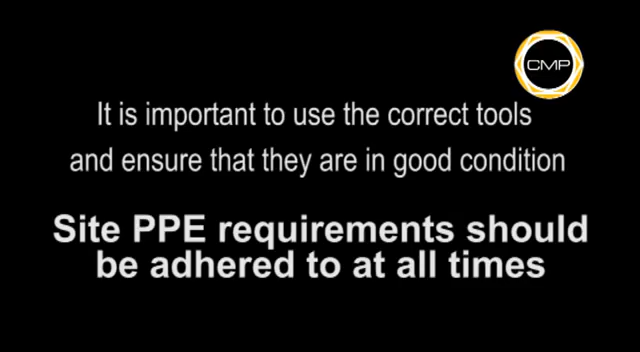 CMP
It is important to use the correct tools
and ensure that they are in good condition
Site PPE requirements should
be adhered to at all times